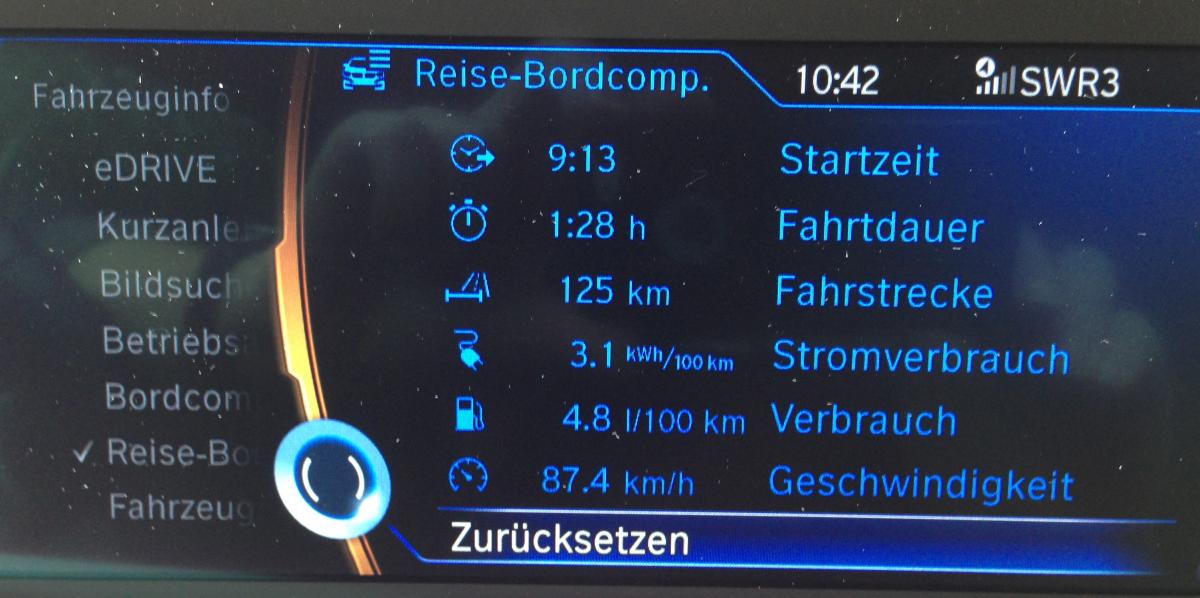 Reise-Bordcomp. 10:42 SWR3
Fahrzeuginfo
eDRIVE
Kurzanle
Bildsuch
Betriebs
Bordcom
✓ Reise-Bo
Fahrzeug
9:13 Startzeit
1:28 h Fahrtdauer
125 km Fahrstrecke
3.1 kWh/100 km Stromverbrauch
4.8 l/100 km Verbrauch
87.4 km/h Geschwindigkeit
Zurücksetzen